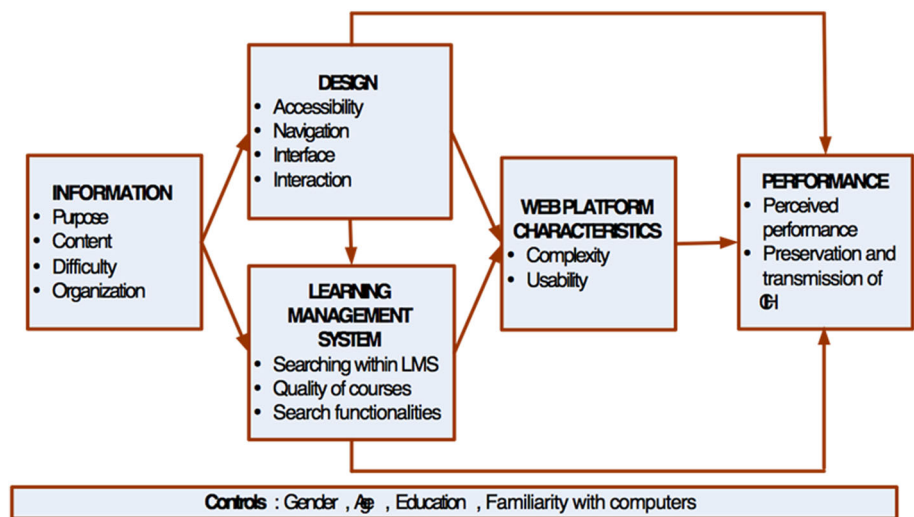 DESIGN
• Accessibility
• Navigation
• Interface
• Interaction
INFORMATION
• Purpose
• Content
• Difficulty
• Organization
LEARNING
MANAGEMENT
SYSTEM
• Searching within LMS
• Quality of courses
• Search functionalities
WEB PLATFORM
CHARACTERISTICS
• Complexity
• Usability
PERFORMANCE
• Perceived
performance
• Preservation and
transmission of
Controls : Gender , Age , Education , Familiarity with computers